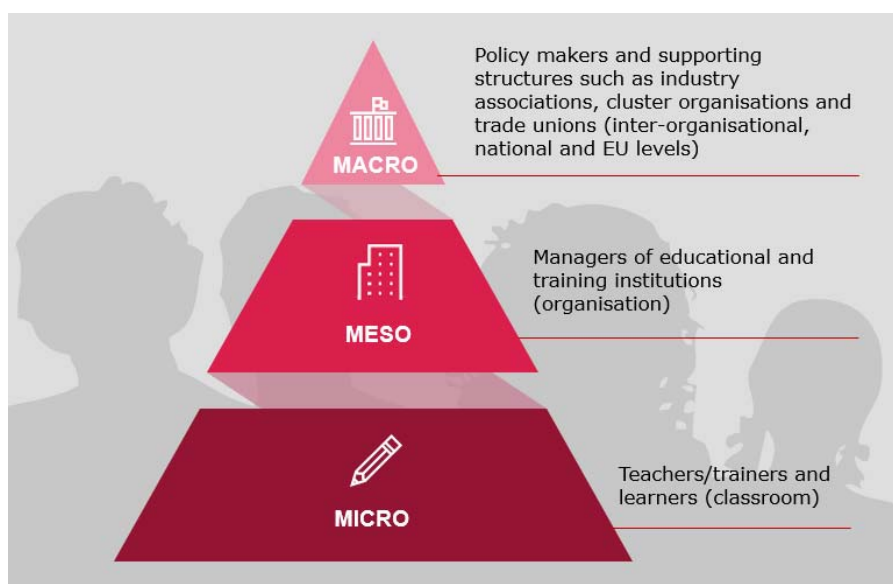 Policy makers and supporting
structures such as industry
associations, cluster organisations and
trade unions (inter-organisational,
national and EU levels)
MACRO
Managers of educational and
training institutions
(organisation)
MESO
Teachers/trainers and
learners (classroom)
MICRO